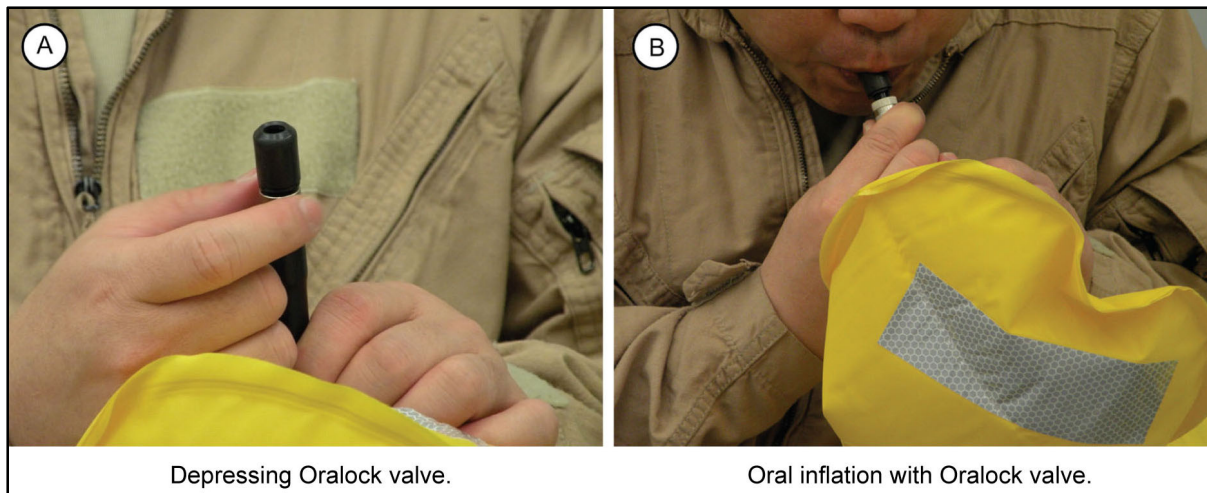 A
B
Depressing Oralock valve.
Oral inflation with Oralock valve.